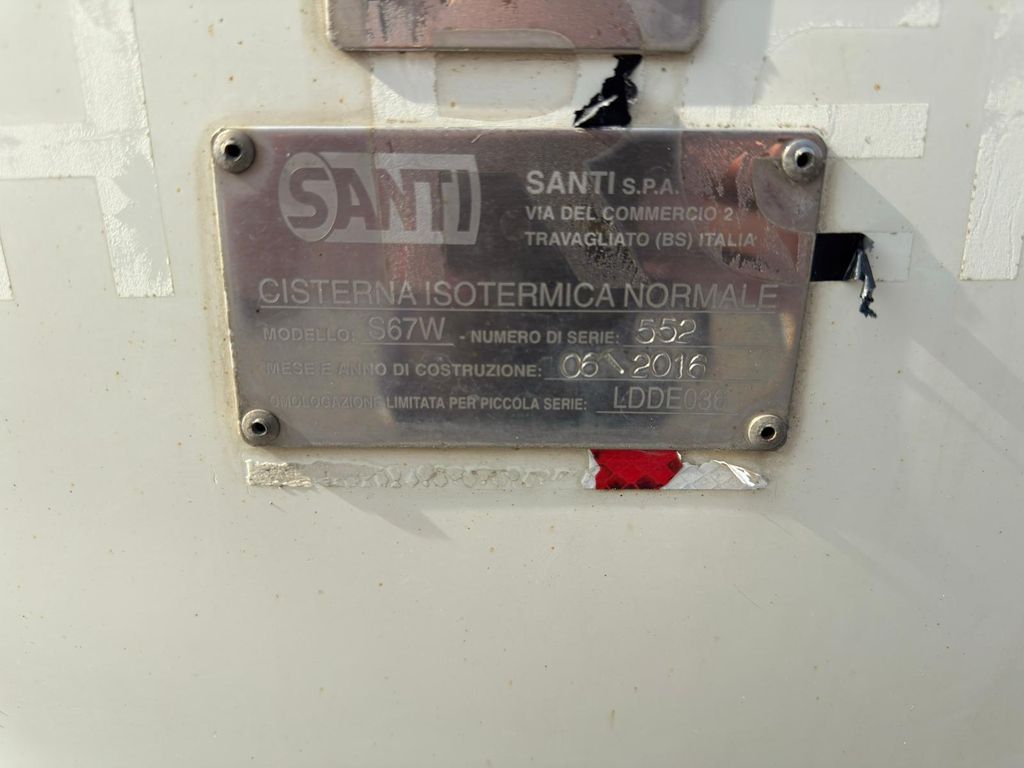 SANTI
SANTI S.P.A.
VIA DEL COMMERCIO 2
TRAVAGLIATO (BS) ITALIA
CISTERNA ISOTERMICA NORMALE
MODELLO: S67W - NUMERO DI SERIE: 552
MESE E ANNO DI COSTRUZIONE: 06 \ 2016
OMOLOGAZIONE LIMITATA PER PICCOLA SERIE: LDDE036